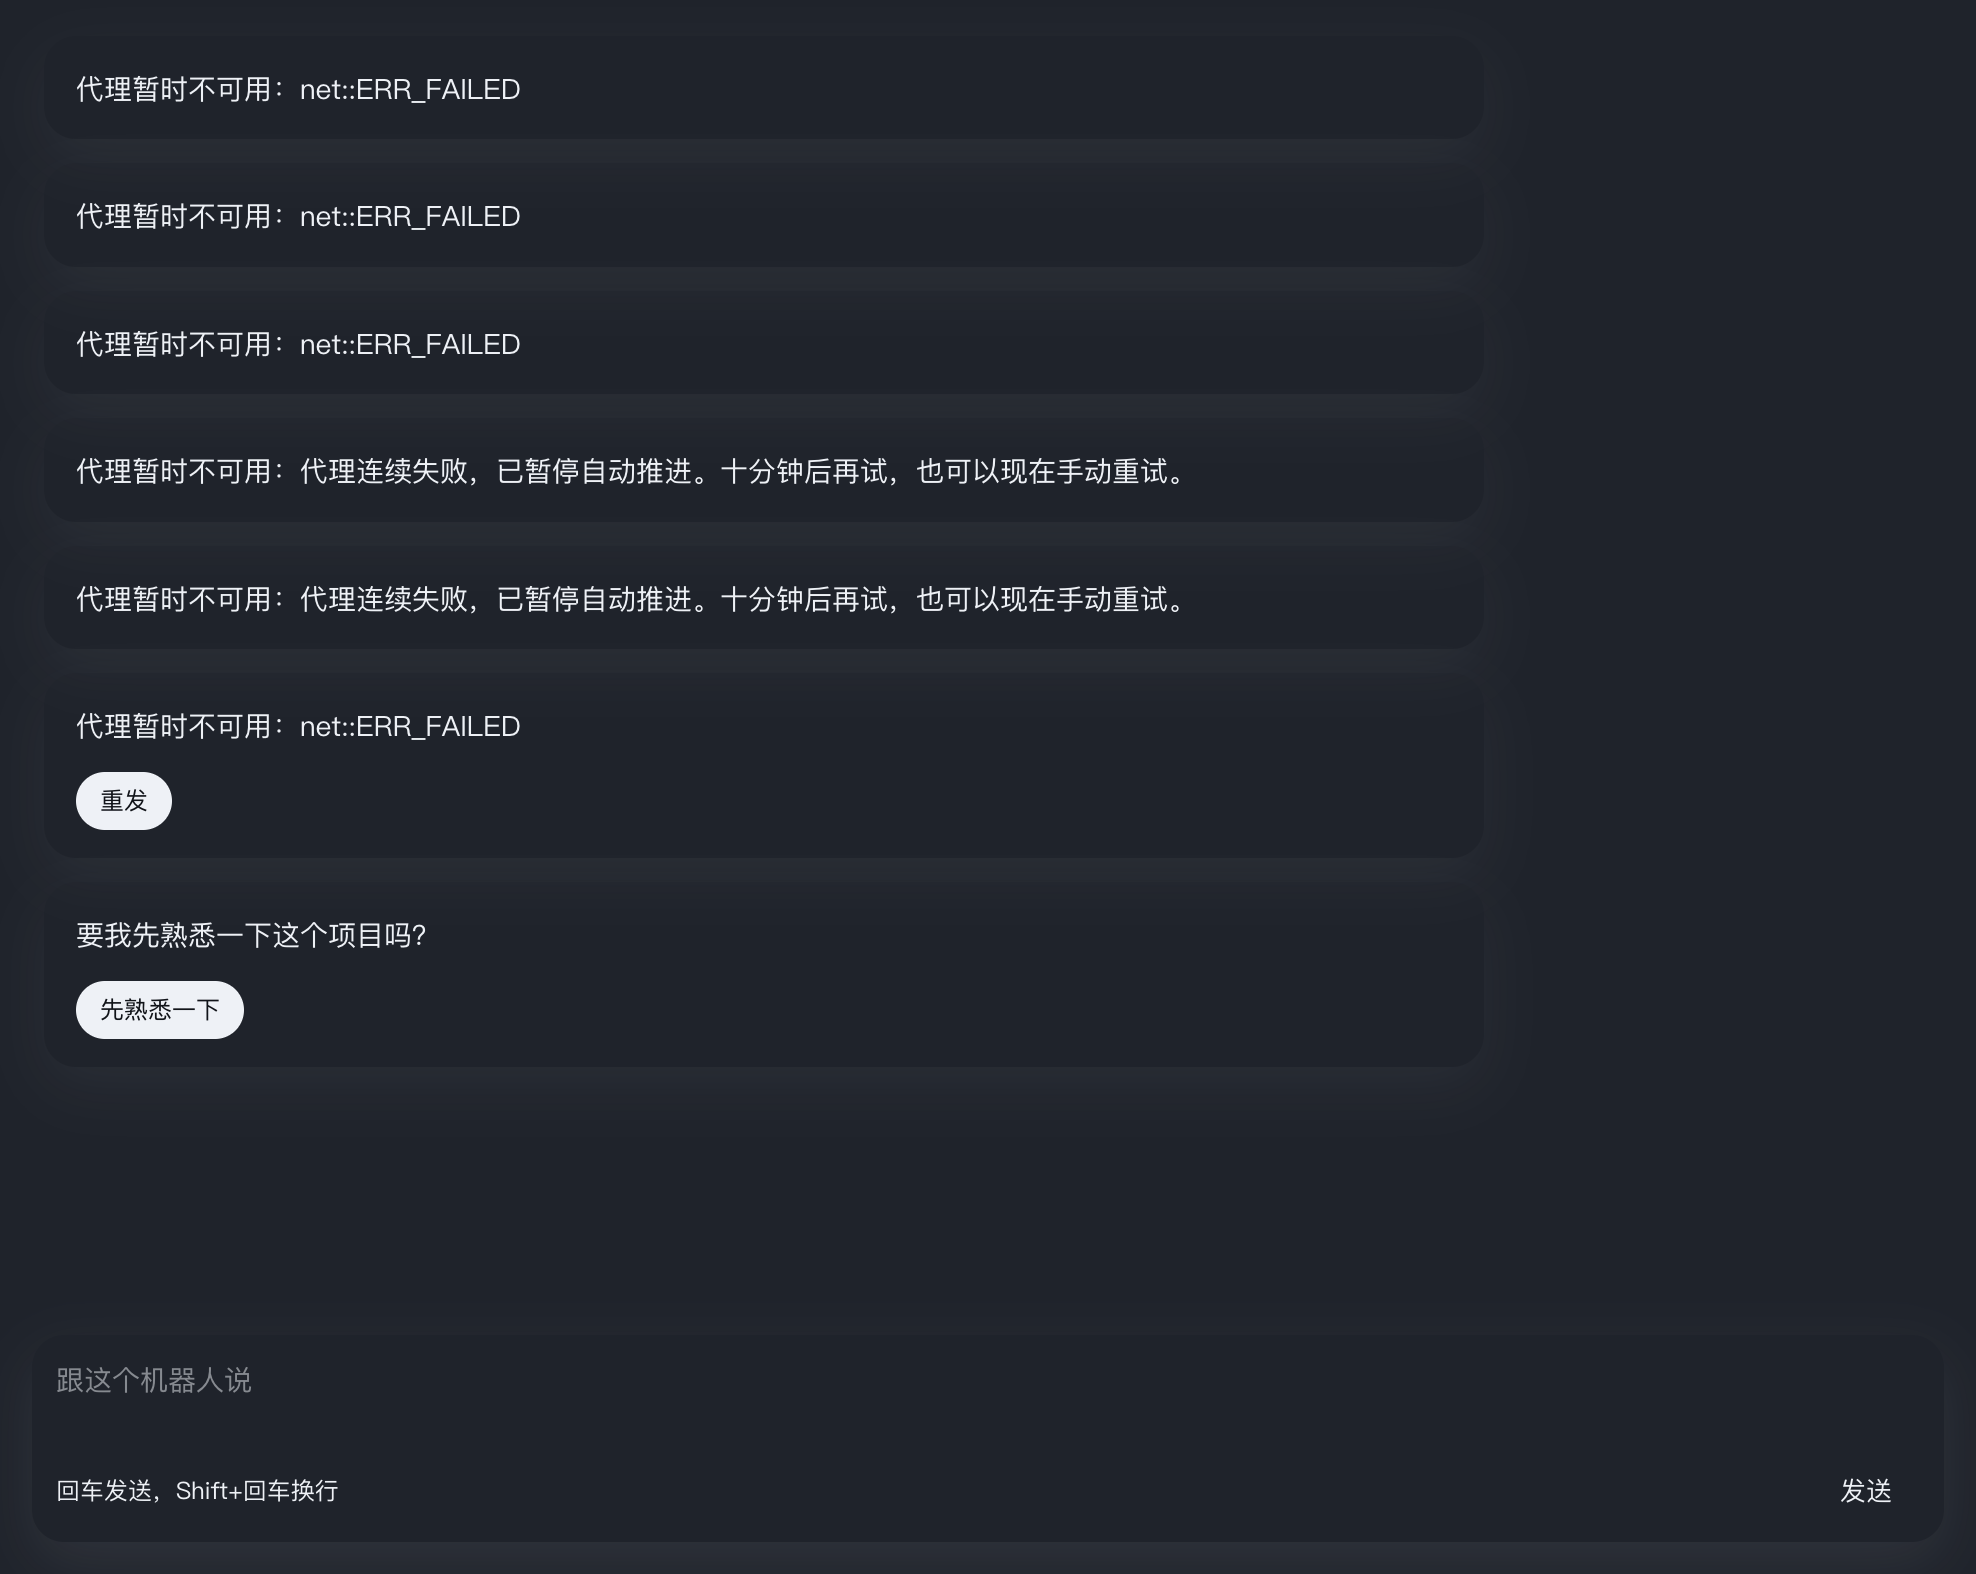 代理暂时不可用：net::ERR_FAILED
代理暂时不可用：net::ERR_FAILED
代理暂时不可用：net::ERR_FAILED
代理暂时不可用：代理连续失败，已暂停自动推进。十分钟后再试，也可以现在手动重试。
代理暂时不可用：代理连续失败，已暂停自动推进。十分钟后再试，也可以现在手动重试。
代理暂时不可用：net::ERR_FAILED
重发
要我先熟悉一下这个项目吗？
先熟悉一下
跟这个机器人说
回车发送，Shift+回车换行
发送